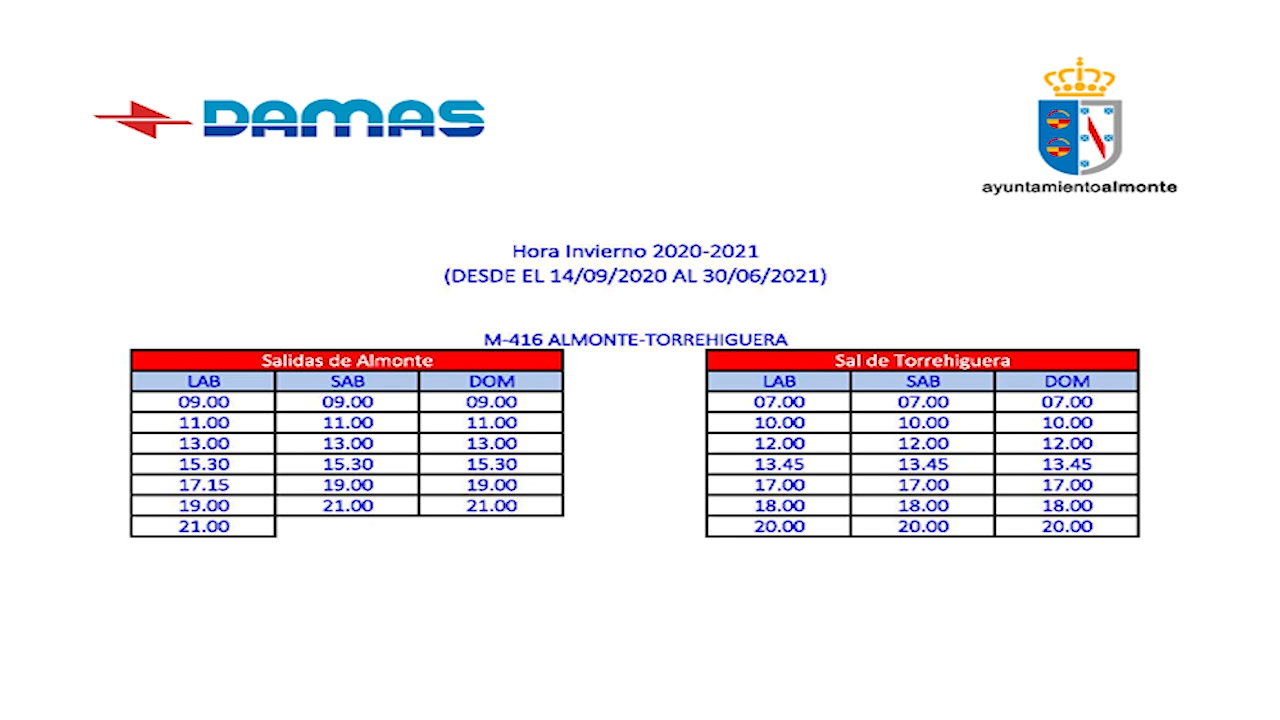 DAMAS
ayuntamientoalmonte
Hora Invierno 2020-2021
(DESDE EL 14/09/2020 AL 30/06/2021)
M-416 ALMONTE-TORREHIGUERA
Salidas de Almonte
LAB SAB DOM
09.00 09.00 09.00
11.00 11.00 11.00
13.00 13.00 13.00
15.30 15.30 15.30
17.15 19.00 19.00
19.00 21.00 21.00
21.00
Sal de Torrehiguera
LAB SAB DOM
07.00 07.00 07.00
10.00 10.00 10.00
12.00 12.00 12.00
13.45 13.45 13.45
17.00 17.00 17.00
18.00 18.00 18.00
20.00 20.00 20.00